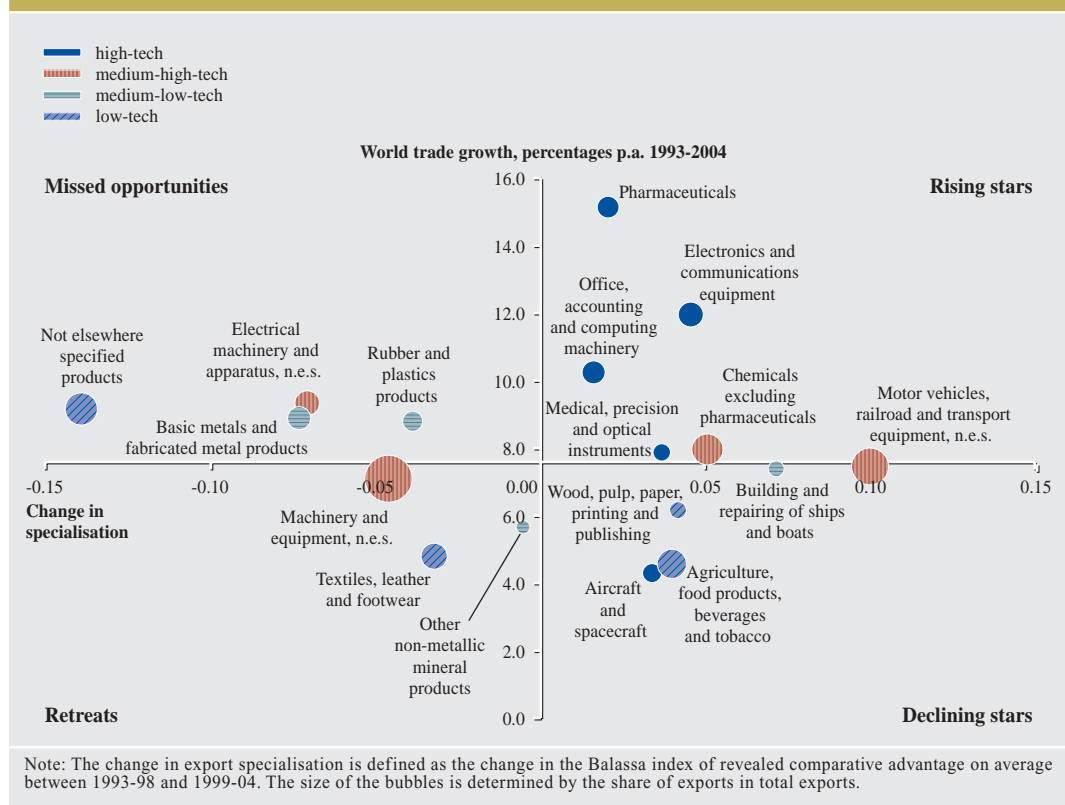 high-tech
medium-high-tech
medium-low-tech
low-tech
World trade growth, percentages p.a. 1993-2004
Missed opportunities
Rising stars
16.0
Pharmaceuticals
14.0
Electronics and
communications
equipment
Office,
accounting
and computing
machinery
12.0
Not elsewhere
specified
products
Electrical
machinery and
apparatus, n.e.s.
Rubber and
plastics
products
10.0
Chemicals
excluding
pharmaceuticals
Motor vehicles,
railroad and transport
equipment, n.e.s.
Medical, precision
and optical
instruments
Basic metals and
fabricated metal products
8.0
-0.15
-0.10
-0.05
0.00
0.05
0.10
0.15
Change in
specialisation
Machinery and
equipment, n.e.s.
6.0
Wood, pulp, paper,
printing and
publishing
Building and
repairing of ships
and boats
Textiles, leather
and footwear
4.0
Aircraft
and
spacecraft
Agriculture,
food products,
beverages
and tobacco
Other
non-metallic
mineral
products
2.0
0.0
Retreats
Declining stars
Note: The change in export specialisation is defined as the change in the Balassa index of revealed comparative advantage on average
between 1993-98 and 1999-04. The size of the bubbles is determined by the share of exports in total exports.